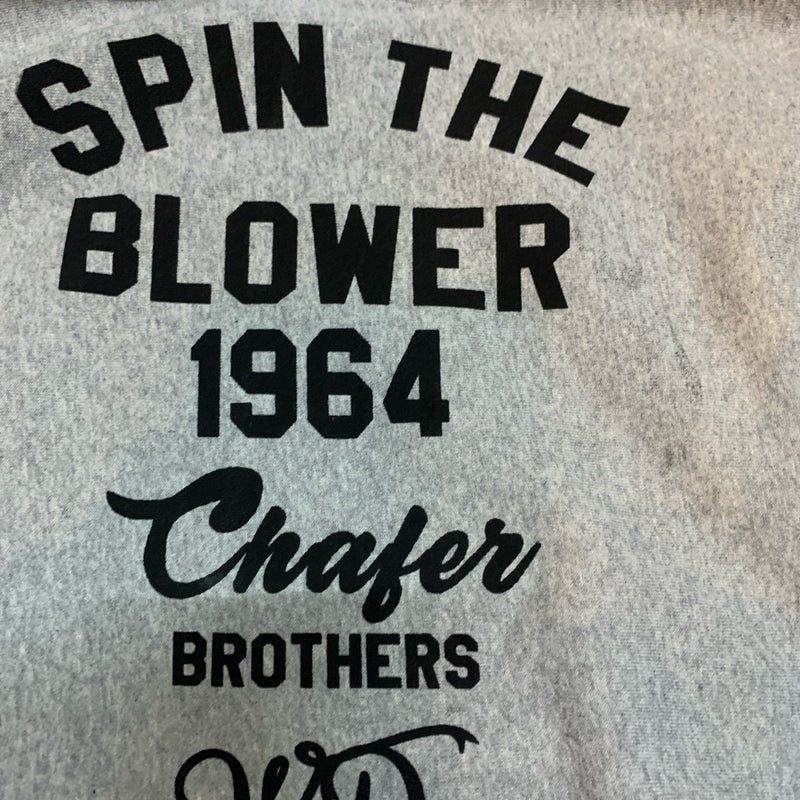 SPIN THE
BLOWER
1964
Chafer
BROTHERS